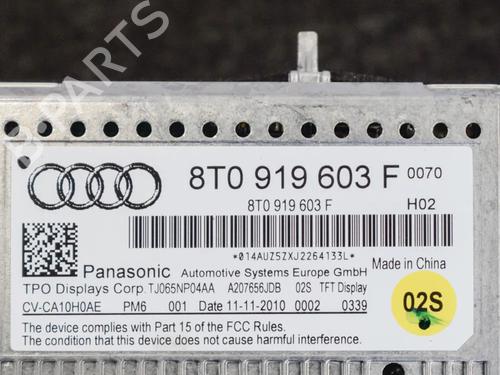 8T0 919 603 F 0070
8T0 919 603 F H02
*014AUZ5ZXJ2264133L*
Made in China
Panasonic Automotive Systems Europe GmbH
TPO Displays Corp. TJ065NP04AA A207656JDB 02S TFT Display
CV-CA10H0AE PM6 001 Date 11-11-2010 0002 0339
02S
The device complies with Part 15 of the FCC Rules.
The condition that this device does not cause harmful interference.
B-PARTS